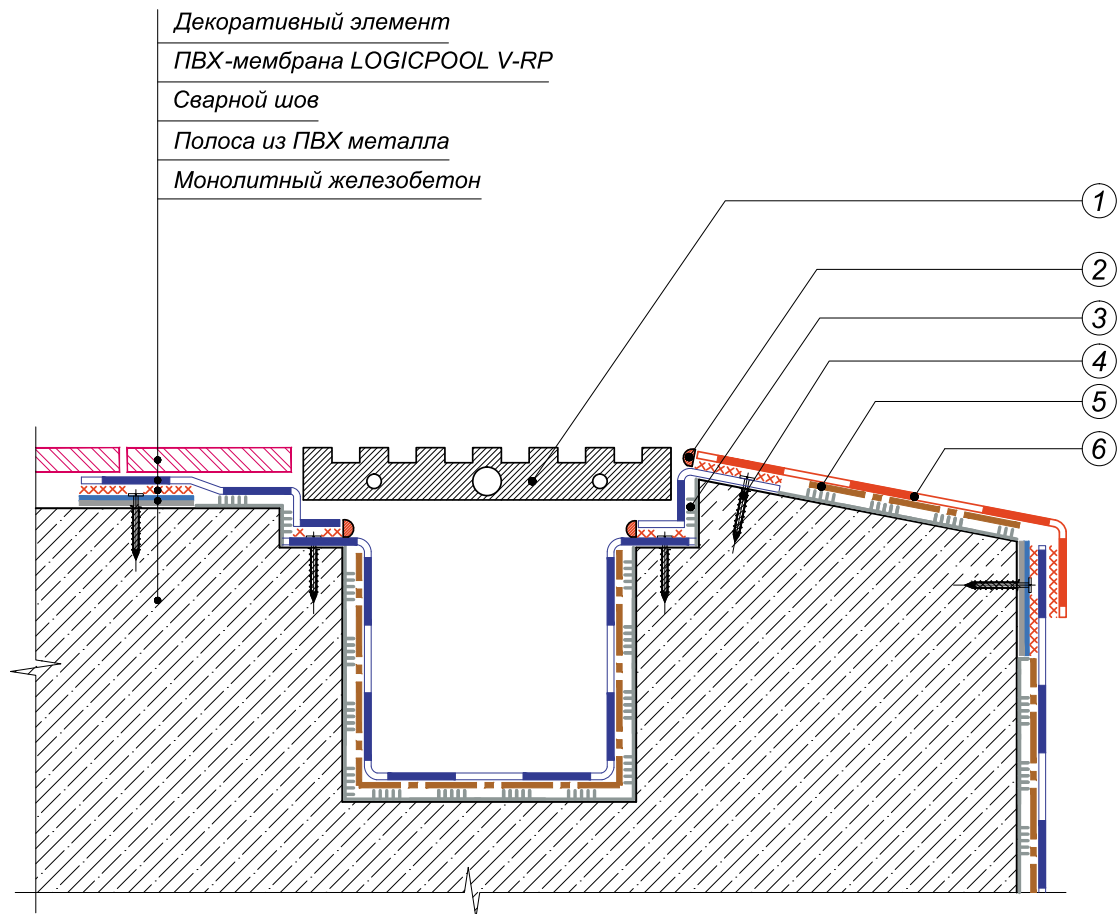 Декоративный элемент
ПВХ-мембрана LOGICPOOL V-RP
Сварной шов
Полоса из ПВХ металла
Монолитный железобетон
1
2
3
4
5
6